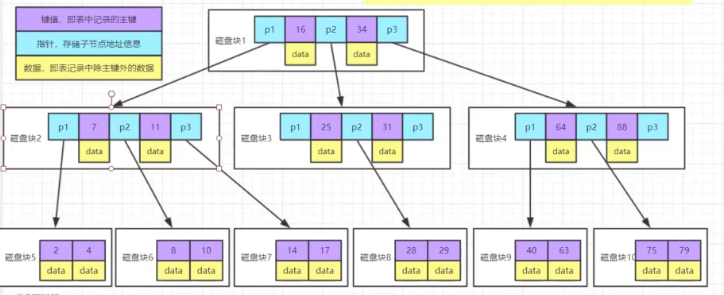 键值，即表中记录的主键
指针，存储子节点地址信息
数据，即表记录中除主键外的数据
磁盘块1
p1 16 p2 34 p3
data data
磁盘块2
p1 7 p2 11 p3
data data
磁盘块3
p1 25 p2 31 p3
data data
磁盘块4
p1 64 p2 88 p3
data data
磁盘块5
2 4
data data
磁盘块6
8 10
data data
磁盘块7
14 17
data data
磁盘块8
28 29
data data
磁盘块9
40 63
data data
磁盘块10
75 79
data data